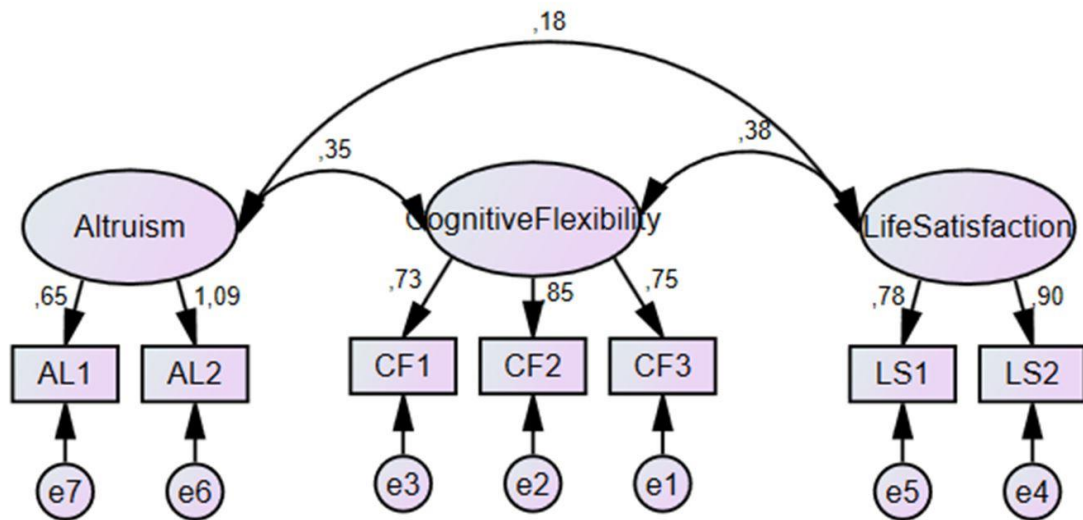 ,18
,35
,38
Altruism
CognitiveFlexibility
LifeSatisfaction
,65
1,09
,73
,85
,75
,78
,90
AL1
AL2
CF1
CF2
CF3
LS1
LS2
e7
e6
e3
e2
e1
e5
e4